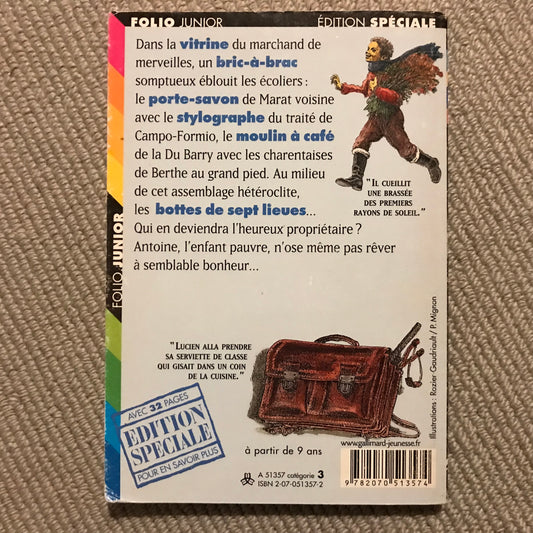 FOLIO JUNIOR
ÉDITION SPÉCIALE
Dans la vitrine du marchand de
merveilles, un bric-à-brac
somptueux éblouit les écoliers :
le porte-savon de Marat voisine
avec le stylographe du traité de
Campo-Formio, le moulin à café
de la Du Barry avec les charentaises
de Berthe au grand pied. Au milieu
de cet assemblage hétéroclite,
les bottes de sept lieues...
Qui en deviendra l'heureux propriétaire ?
Antoine, l'enfant pauvre, n'ose même pas rêver
à semblable bonheur...
"IL CUEILLIT
UNE BRASSÉE
DES PREMIERS
RAYONS DE SOLEIL."
FOLIO JUNIOR
"LUCIEN ALLA PRENDRE
SA SERVIETTE DE CLASSE
QUI GISAIT DANS UN COIN
DE LA CUISINE."
Illustrations : Rozier Gaudriault / P. Mignon
AVEC 32 PAGES
EDITION
SPECIALE
POUR EN SAVOIR PLUS
à partir de 9 ans
www.gallimard-jeunesse.fr
A 51357 catégorie 3
ISBN 2-07-051357-2
9 782070 513574